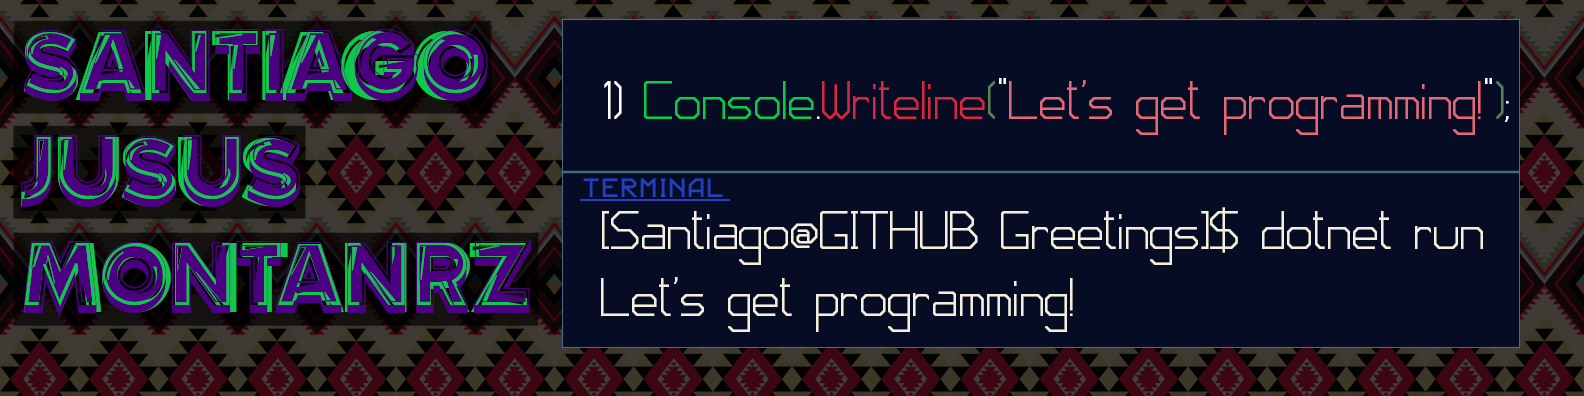 SANTIAGO
JUSUS
MONTANRZ
1) Console.Writeline("Let's get programming!");
TERMINAL
[Santiago@GITHUB Greetings]$ dotnet run
Let's get programming!